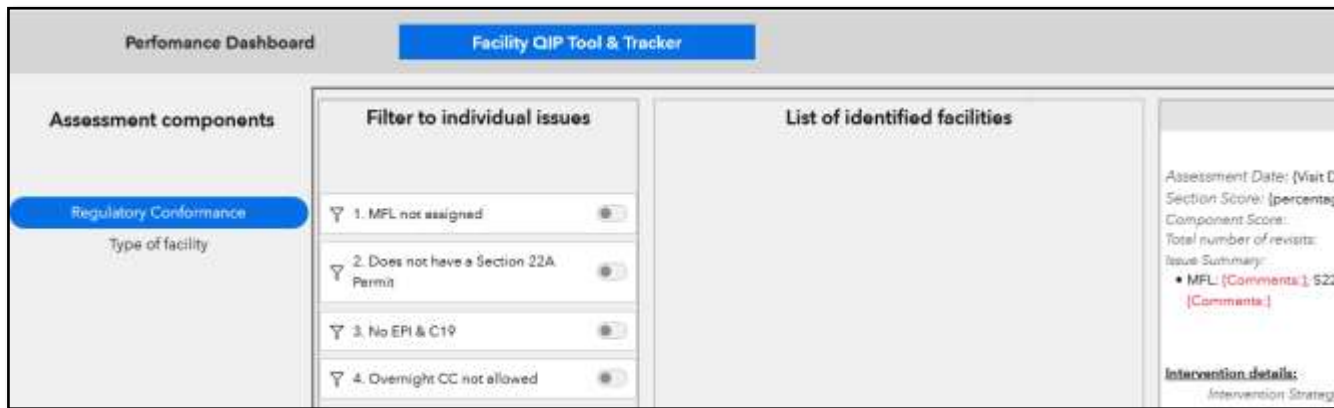 Perfomance Dashboard
Facility QIP Tool & Tracker
Assessment components
Regulatory Conformance
Type of facility
Filter to individual issues
1. MFL not assigned
2. Does not have a Section 22A
Permit
3. No EPI & C19
4. Overnight CC not allowed
List of identified facilities
Assessment Date: {Visit D
Section Score: {percentag
Component Score:
Total number of revisits:
Issue Summary:
• MFL: {Comments:}; S22
{Comments:}
Intervention details:
Intervention Strateg